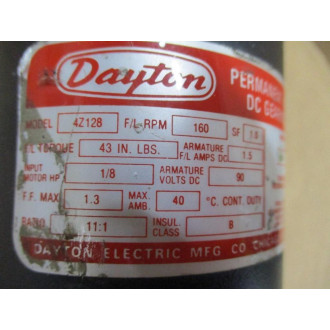 Dayton
PERMAN
DC GEAR
MODEL 4Z128 F/L RPM 160 SF 1.0
F/L TORQUE 43 IN. LBS. ARMATURE F/L AMPS DC 1.5
INPUT MOTOR HP 1/8 ARMATURE VOLTS DC 90
F.F. MAX. 1.3 MAX. AMB. 40 °C. CONT. DUTY
RATIO 11:1 INSUL. CLASS B
DAYTON ELECTRIC MFG CO CHIC